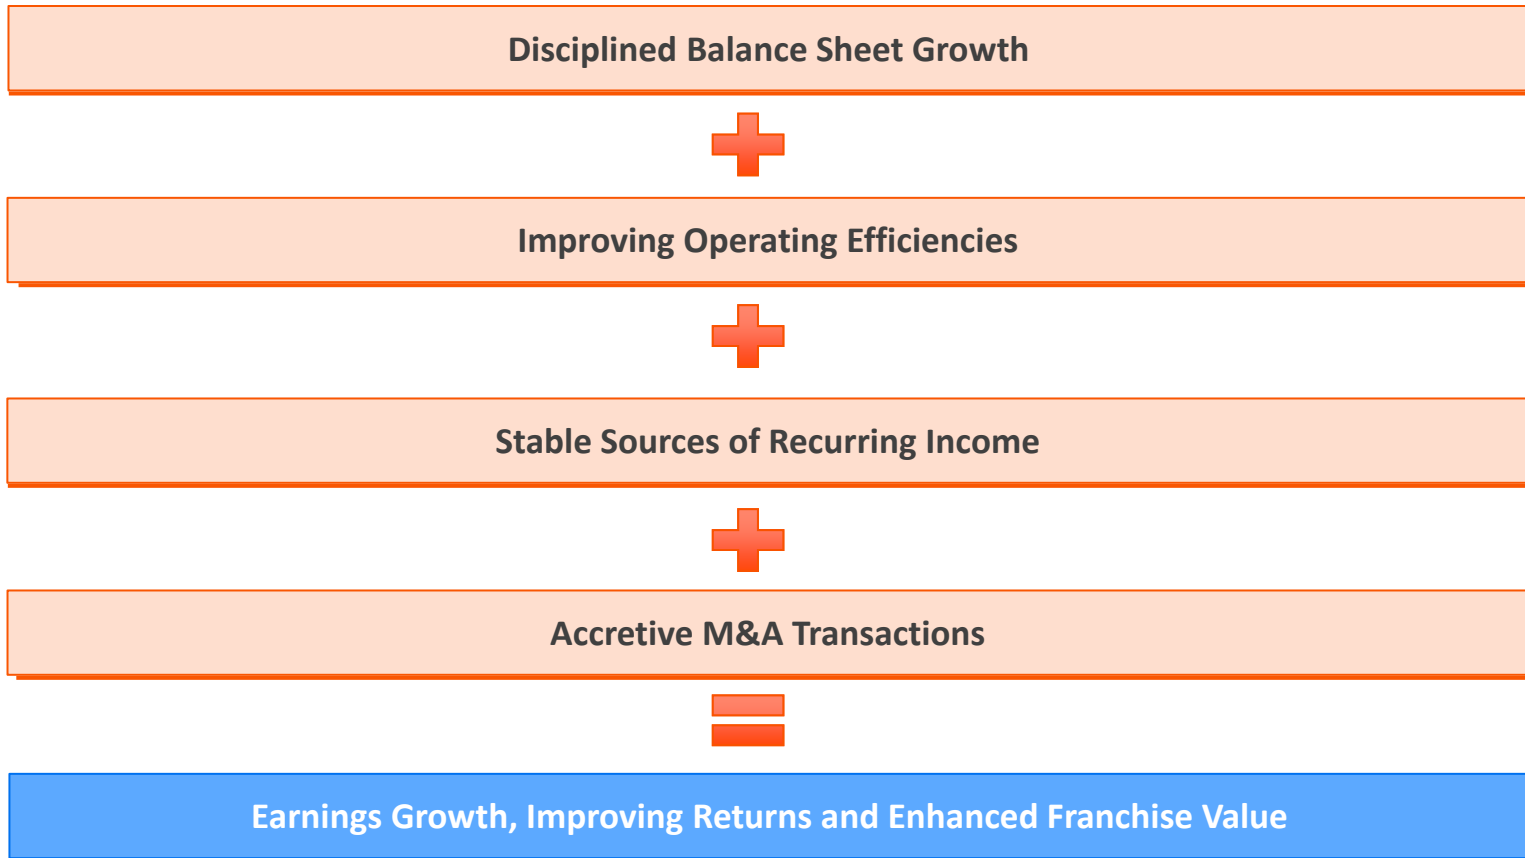 Disciplined Balance Sheet Growth
Improving Operating Efficiencies
Stable Sources of Recurring Income
Accretive M&A Transactions
Earnings Growth, Improving Returns and Enhanced Franchise Value